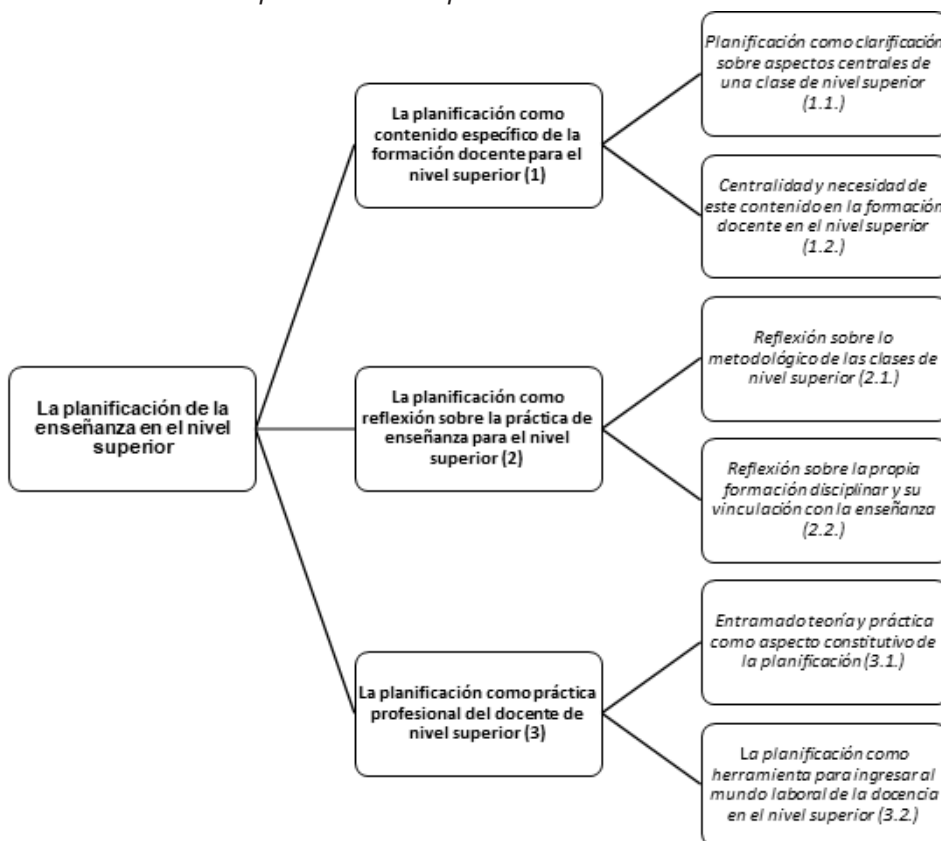 Planificación como clarificación
sobre aspectos centrales de
una clase de nivel superior
(1.1.)
La planificación como
contenido específico de la
formación docente para el
nivel superior (1)
Centralidad y necesidad de
este contenido en la formación
docente en el nivel superior
(1.2.)
Reflexión sobre lo
metodológico de las clases de
nivel superior (2.1.)
La planificación de la
enseñanza en el nivel
superior
La planificación como
reflexión sobre la práctica de
enseñanza para el nivel
superior (2)
Reflexión sobre la propia
formación disciplinar y su
vinculación con la enseñanza
(2.2.)
Entramado teoría y práctica
como aspecto constitutivo de
la planificación (3.1.)
La planificación como práctica
profesional del docente de
nivel superior (3)
La planificación como
herramienta para ingresar al
mundo laboral de la docencia
en el nivel superior (3.2.)